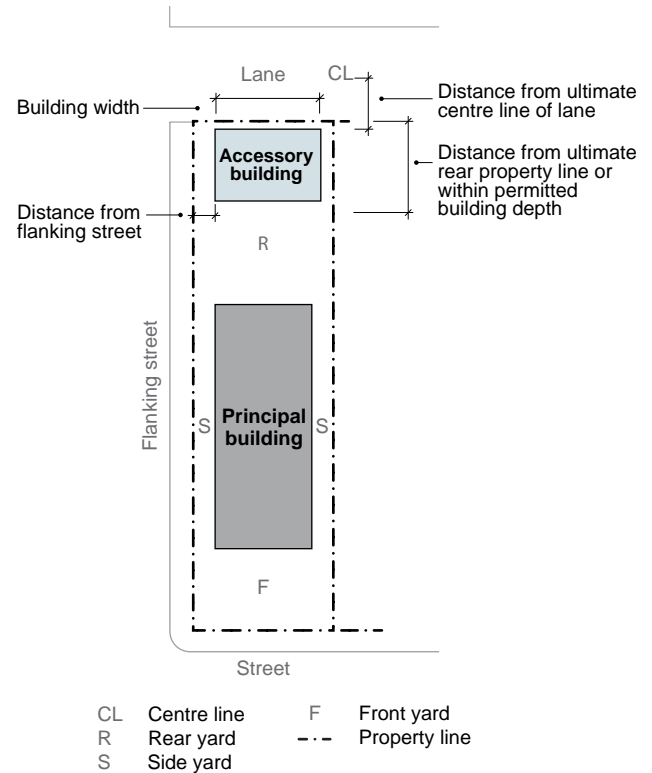 Lane
CL
Building width
Distance from ultimate
centre line of lane
Accessory
building
Distance from ultimate
rear property line or
within permitted
building depth
Distance from
flanking street
R
Flanking street
S
Principal
building
S
F
Street
CL Centre line
R Rear yard
S Side yard
F Front yard
Property line